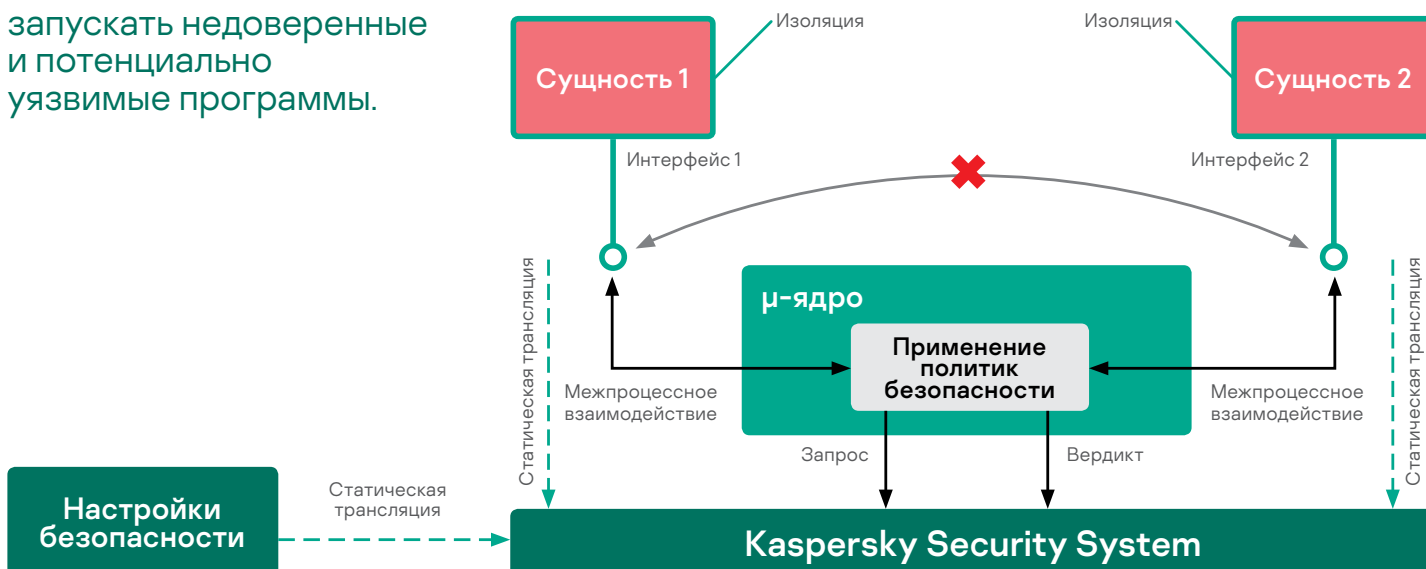 запускать недоверенные
и потенциально
уязвимые программы.
Изоляция
Изоляция
Сущность 1
Сущность 2
Интерфейс 1
Интерфейс 2
Статическая трансляция
Статическая трансляция
µ-ядро
Применение
политик
безопасности
Межпроцессное
взаимодействие
Межпроцессное
взаимодействие
Запрос
Вердикт
Настройки
безопасности
Статическая
трансляция
Kaspersky Security System